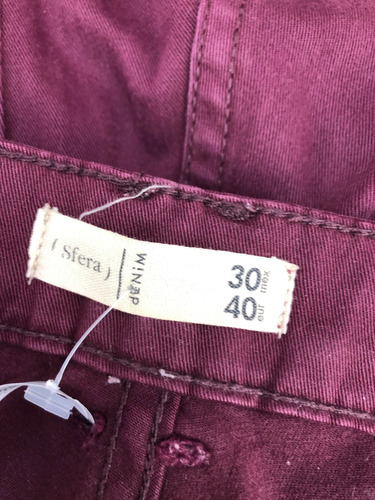 ( Sfera )
dENiM
30 mex
40 eur